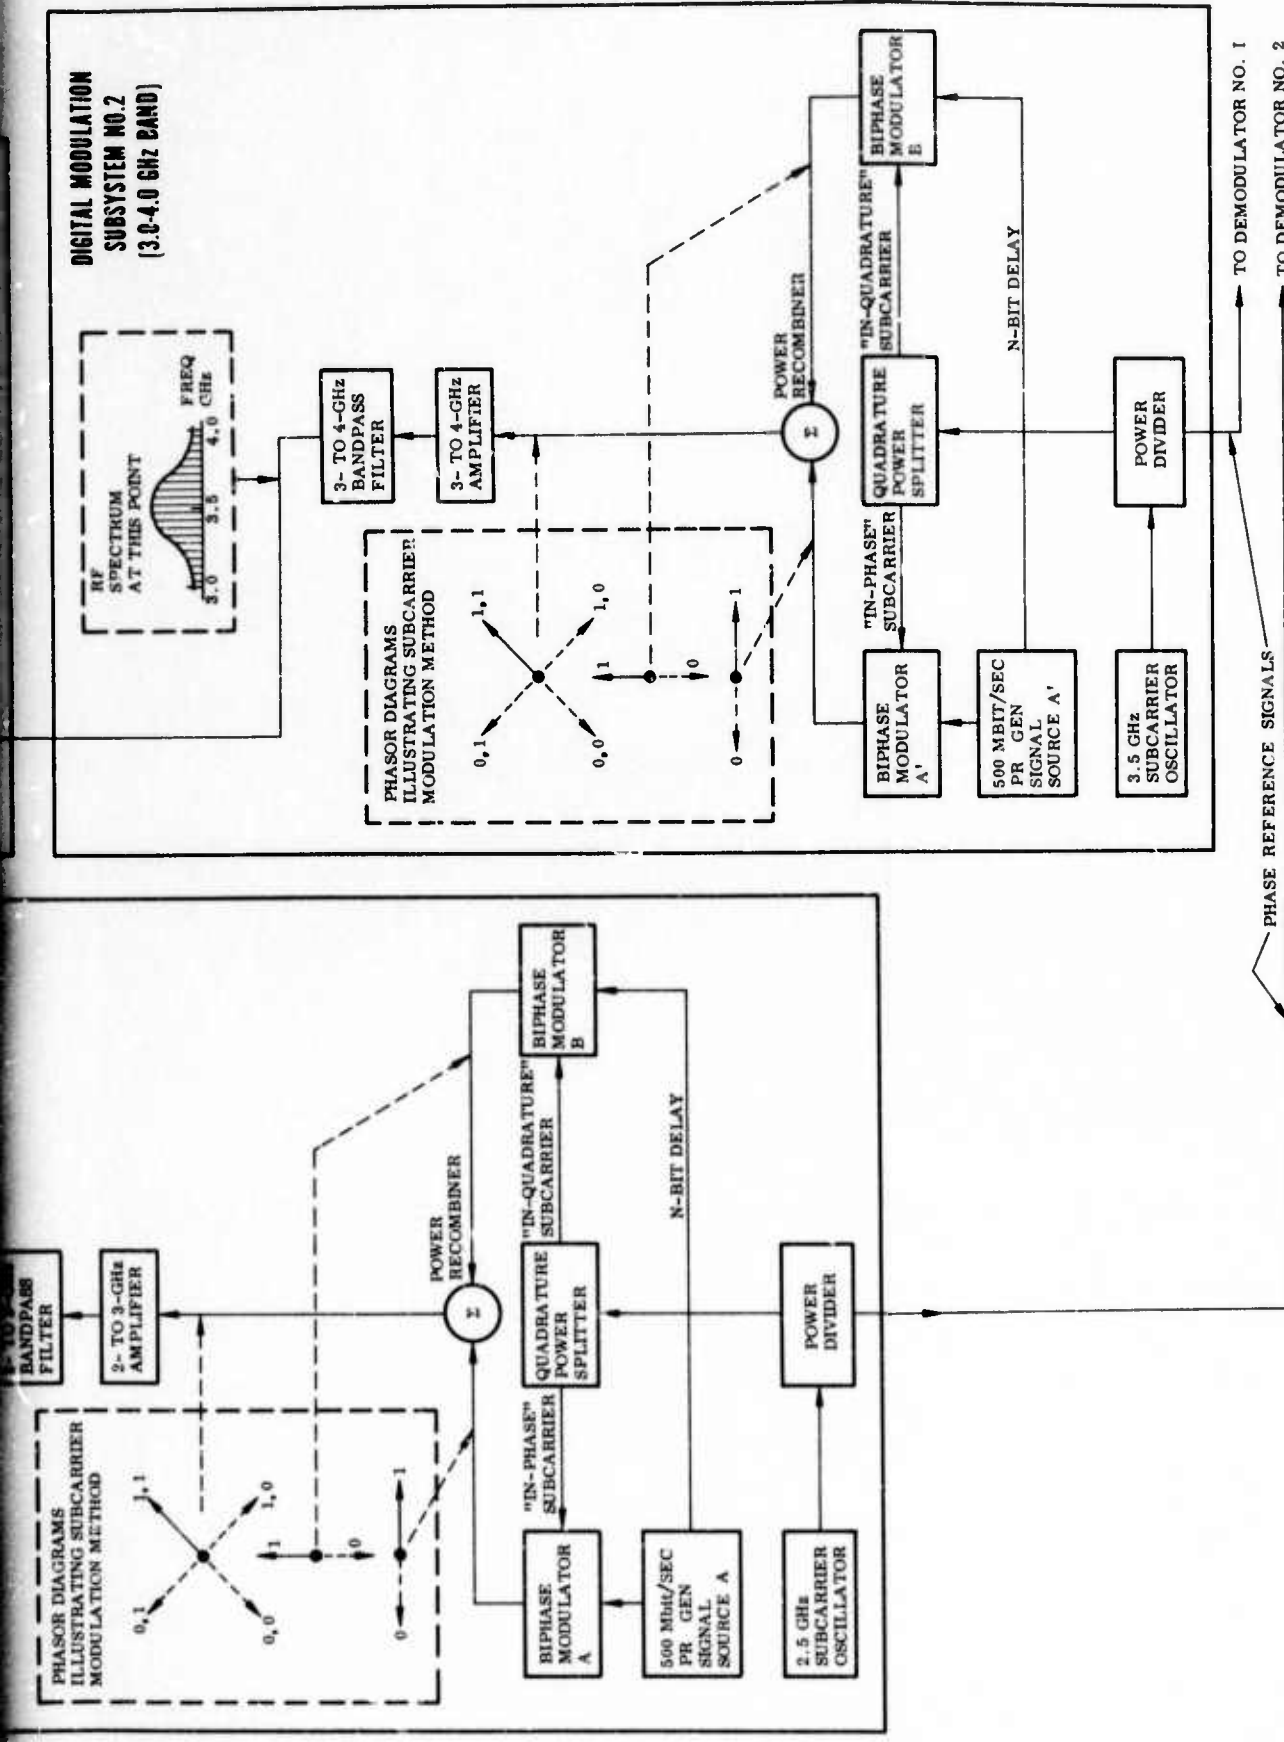 DIGITAL MODULATION
SUBSYSTEM NO.2
[3.0-4.0 GHz BAND]
RF
SPECTRUM
AT THIS POINT
3.0
3.5
4.0
FREQ
GHz
3- TO 4-GHz
BANDPASS
FILTER
3- TO 4-GHz
AMPLIFIER
PHASOR DIAGRAMS
ILLUSTRATING SUBCARRIER
MODULATION METHOD
0,1
1,1
0,0
1,0
1
0
0
1
POWER
RECOMBINER
Σ
BIPHASE
MODULATOR
A'
"IN-PHASE"
SUBCARRIER
QUADRATURE
POWER
SPLITTER
"IN-QUADRATURE"
SUBCARRIER
BIPHASE
MODULATOR
B
500 MBIT/SEC
PR GEN
SIGNAL
SOURCE A'
N-BIT DELAY
3.5 GHz
SUBCARRIER
OSCILLATOR
POWER
DIVIDER
PHASE REFERENCE SIGNALS
TO DEMODULATOR NO. 1
TO DEMODULATOR NO. 2
BANDPASS
FILTER
2- TO 3-GHz
AMPLIFIER
PHASOR DIAGRAMS
ILLUSTRATING SUBCARRIER
MODULATION METHOD
0,1
1,1
0,0
1,0
1
0
0
1
POWER
RECOMBINER
Σ
BIPHASE
MODULATOR
A
"IN-PHASE"
SUBCARRIER
QUADRATURE
POWER
SPLITTER
"IN-QUADRATURE"
SUBCARRIER
BIPHASE
MODULATOR
B
500 Mbit/SEC
PR GEN
SIGNAL
SOURCE A
N-BIT DELAY
2.5 GHz
SUBCARRIER
OSCILLATOR
POWER
DIVIDER